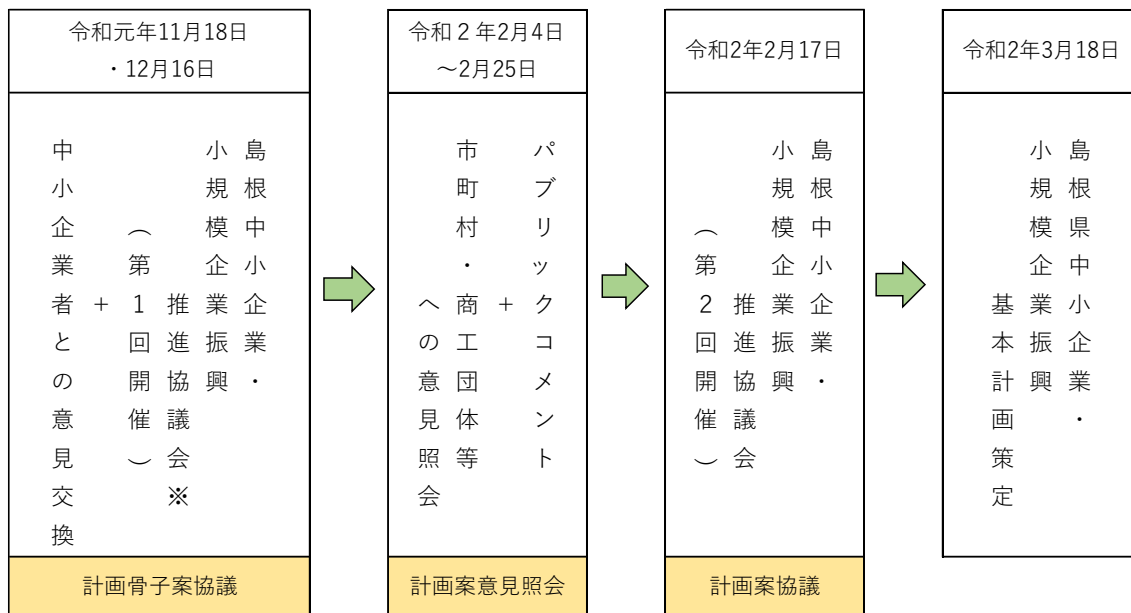 令和元年11月18日
・12月16日
島根中小企業・
小規模企業振興
推進協議会※
（第1回開催）
＋
中小企業者との意見交換
計画骨子案協議
令和２年2月4日
～2月25日
パブリックコメント
＋
市町村・商工団体等
への意見照会
計画案意見照会
令和2年2月17日
島根中小企業・
小規模企業振興
推進協議会
（第2回開催）
計画案協議
令和2年3月18日
島根県中小企業・
小規模企業振興
基本計画策定